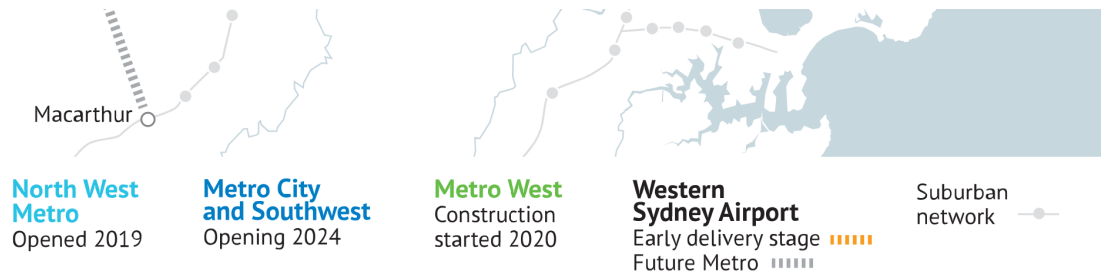 Macarthur
North West
Metro
Opened 2019
Metro City
and Southwest
Opening 2024
Metro West
Construction
started 2020
Western
Sydney Airport
Early delivery stage
Future Metro
Suburban
network